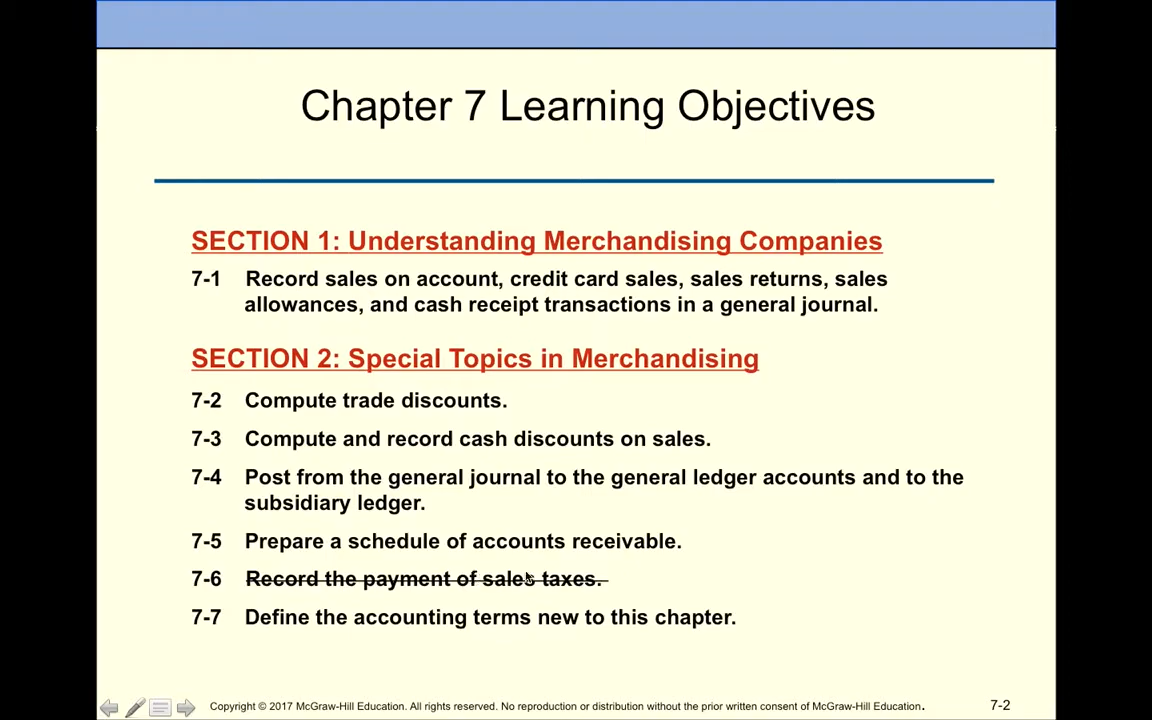 Chapter 7 Learning Objectives
SECTION 1: Understanding Merchandising Companies
7-1 Record sales on account, credit card sales, sales returns, sales
allowances, and cash receipt transactions in a general journal.
SECTION 2: Special Topics in Merchandising
7-2 Compute trade discounts.
7-3 Compute and record cash discounts on sales.
7-4 Post from the general journal to the general ledger accounts and to the
subsidiary ledger.
7-5 Prepare a schedule of accounts receivable.
7-6 Record the payment of sales taxes.
7-7 Define the accounting terms new to this chapter.
Copyright © 2017 McGraw-Hill Education. All rights reserved. No reproduction or distribution without the prior written consent of McGraw-Hill Education.
7-2